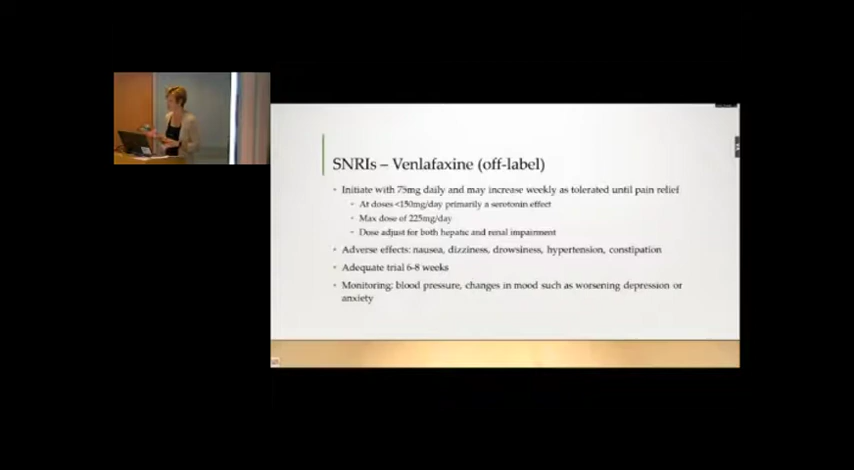 SNRIs – Venlafaxine (off-label)
• Initiate with 75mg daily and may increase weekly as tolerated until pain relief
• At doses <150mg/day primarily a serotonin effect
• Max dose of 225mg/day
• Dose adjust for both hepatic and renal impairment
• Adverse effects: nausea, dizziness, drowsiness, hypertension, constipation
• Adequate trial 6-8 weeks
• Monitoring: blood pressure, changes in mood such as worsening depression or
anxiety